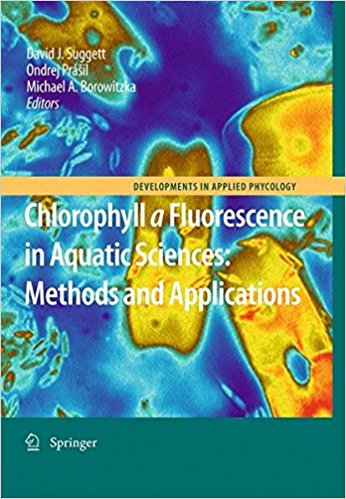 David J. Suggett
Ondrej Prášil
Michael A. Borowitzka
Editors
DEVELOPMENTS IN APPLIED PHYCOLOGY
Chlorophyll a Fluorescence
in Aquatic Sciences:
Methods and Applications
Springer